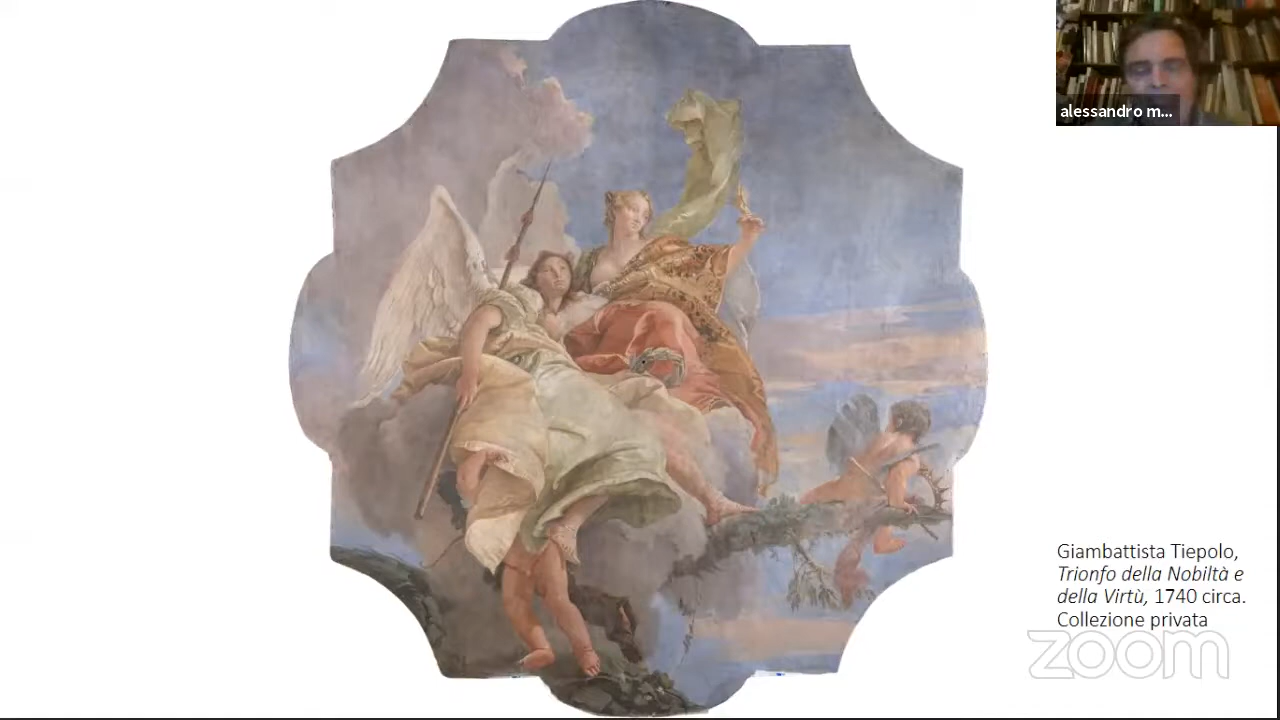 alessandro m...
Giambattista Tiepolo,
Trionfo della Nobiltà e
della Virtù, 1740 circa.
Collezione privata
zoom